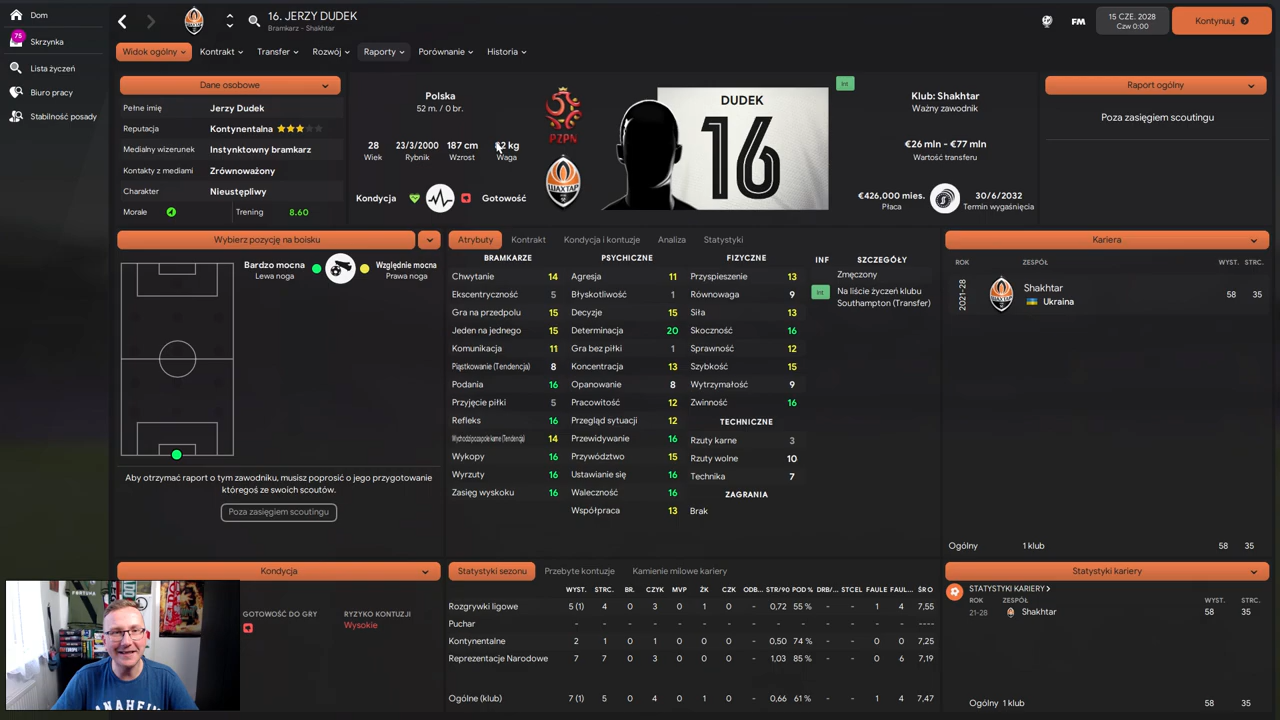 Dom
75
Skrzynka
Lista życzeń
Biuro pracy
Stabilność posady
16. JERZY DUDEK
Bramkarz - Shakhtar
FM
15 CZE. 2028
Czw 0:00
Kontynuuj
Widok ogólny
Kontrakt
Transfer
Rozwój
Raporty
Porównanie
Historia
Dane osobowe
Pełne imię Jerzy Dudek
Reputacja Kontynentalna
Medialny wizerunek Instynktowny bramkarz
Kontakty z mediami Zrównoważony
Charakter Nieustępliwy
Morale
Trening 8.60
Polska
52 m. / 0 br.
PZPN
28 23/3/2000 187 cm 82 kg
Wiek Rybnik Wzrost Waga
Kondycja
Gotowość
ШАХТАР
DUDEK
16
Int
Klub: Shakhtar
Ważny zawodnik
€26 mln - €77 mln
Wartość transferu
€426,000 mies.
Płaca
30/6/2032
Termin wygaśnięcia
Raport ogólny
Poza zasięgiem scoutingu
Wybierz pozycję na boisku
Bardzo mocna
Lewa noga
Względnie mocna
Prawa noga
Aby otrzymać raport o tym zawodniku, musisz poprosić o jego przygotowanie
któregoś ze swoich scoutów.
Poza zasięgiem scoutingu
Atrybuty
Kontrakt
Kondycja i kontuzje
Analiza
Statystyki
BRAMKARZE
Chwytanie 14
Ekscentryczność 5
Gra na przedpolu 15
Jeden na jednego 15
Komunikacja 11
Piąstkowanie (Tendencja) 8
Podania 16
Przyjęcie piłki 5
Refleks 16
Wychodzi poza pole karne (Tendencja) 14
Wykopy 16
Wyrzuty 16
Zasięg wyskoku 16
PSYCHICZNE
Agresja 11
Błyskotliwość 1
Decyzje 15
Determinacja 20
Gra bez piłki 1
Koncentracja 13
Opanowanie 8
Pracowitość 12
Przegląd sytuacji 12
Przewidywanie 16
Przywództwo 15
Ustawianie się 16
Waleczność 16
Współpraca 13
FIZYCZNE
Przyspieszenie 13
Równowaga 9
Siła 13
Skoczność 16
Sprawność 12
Szybkość 15
Wytrzymałość 9
Zwinność 16
TECHNICZNE
Rzuty karne 3
Rzuty wolne 10
Technika 7
ZAGRANIA
Brak
INF SZCZEGÓŁY
Zmęczony
Int
Na liście życzeń klubu
Southampton (Transfer)
Kariera
ROK ZESPÓŁ WYST. STRC.
2021-28
Shakhtar 58 35
Ukraina
Ogólny 1 klub 58 35
Kondycja
GOTOWOŚĆ DO GRY
RYZYKO KONTUZJI
Wysokie
FORTUNA
ANAHEIM
Statystyki sezonu
Przebyte kontuzje
Kamienie milowe kariery
WYST. STRC. BR. CZYK MVP ŻK CZK ODB... STR/90 POD % DRB/... STCEL FAULE FAUL... ŚR O
Rozgrywki ligowe 5 (1) 4 0 3 0 1 0 - 0,72 55 % - - 1 4 7,55
Puchar - - - - - - - - - - - - - - ----
Kontynentalne 2 1 0 1 0 0 0 - 0,50 74 % - - 0 0 7,25
Reprezentacje Narodowe 7 7 0 3 0 0 0 - 1,03 85 % - - 0 6 7,19
Ogólne (klub) 7 (1) 5 0 4 0 1 0 - 0,66 61 % - - 1 4 7,47
Statystyki kariery
STATYSTYKI KARIERY
ROK ZESPÓŁ WYST. STRC.
21-28 Shakhtar 58 35
Ogólny 1 klub 58 35